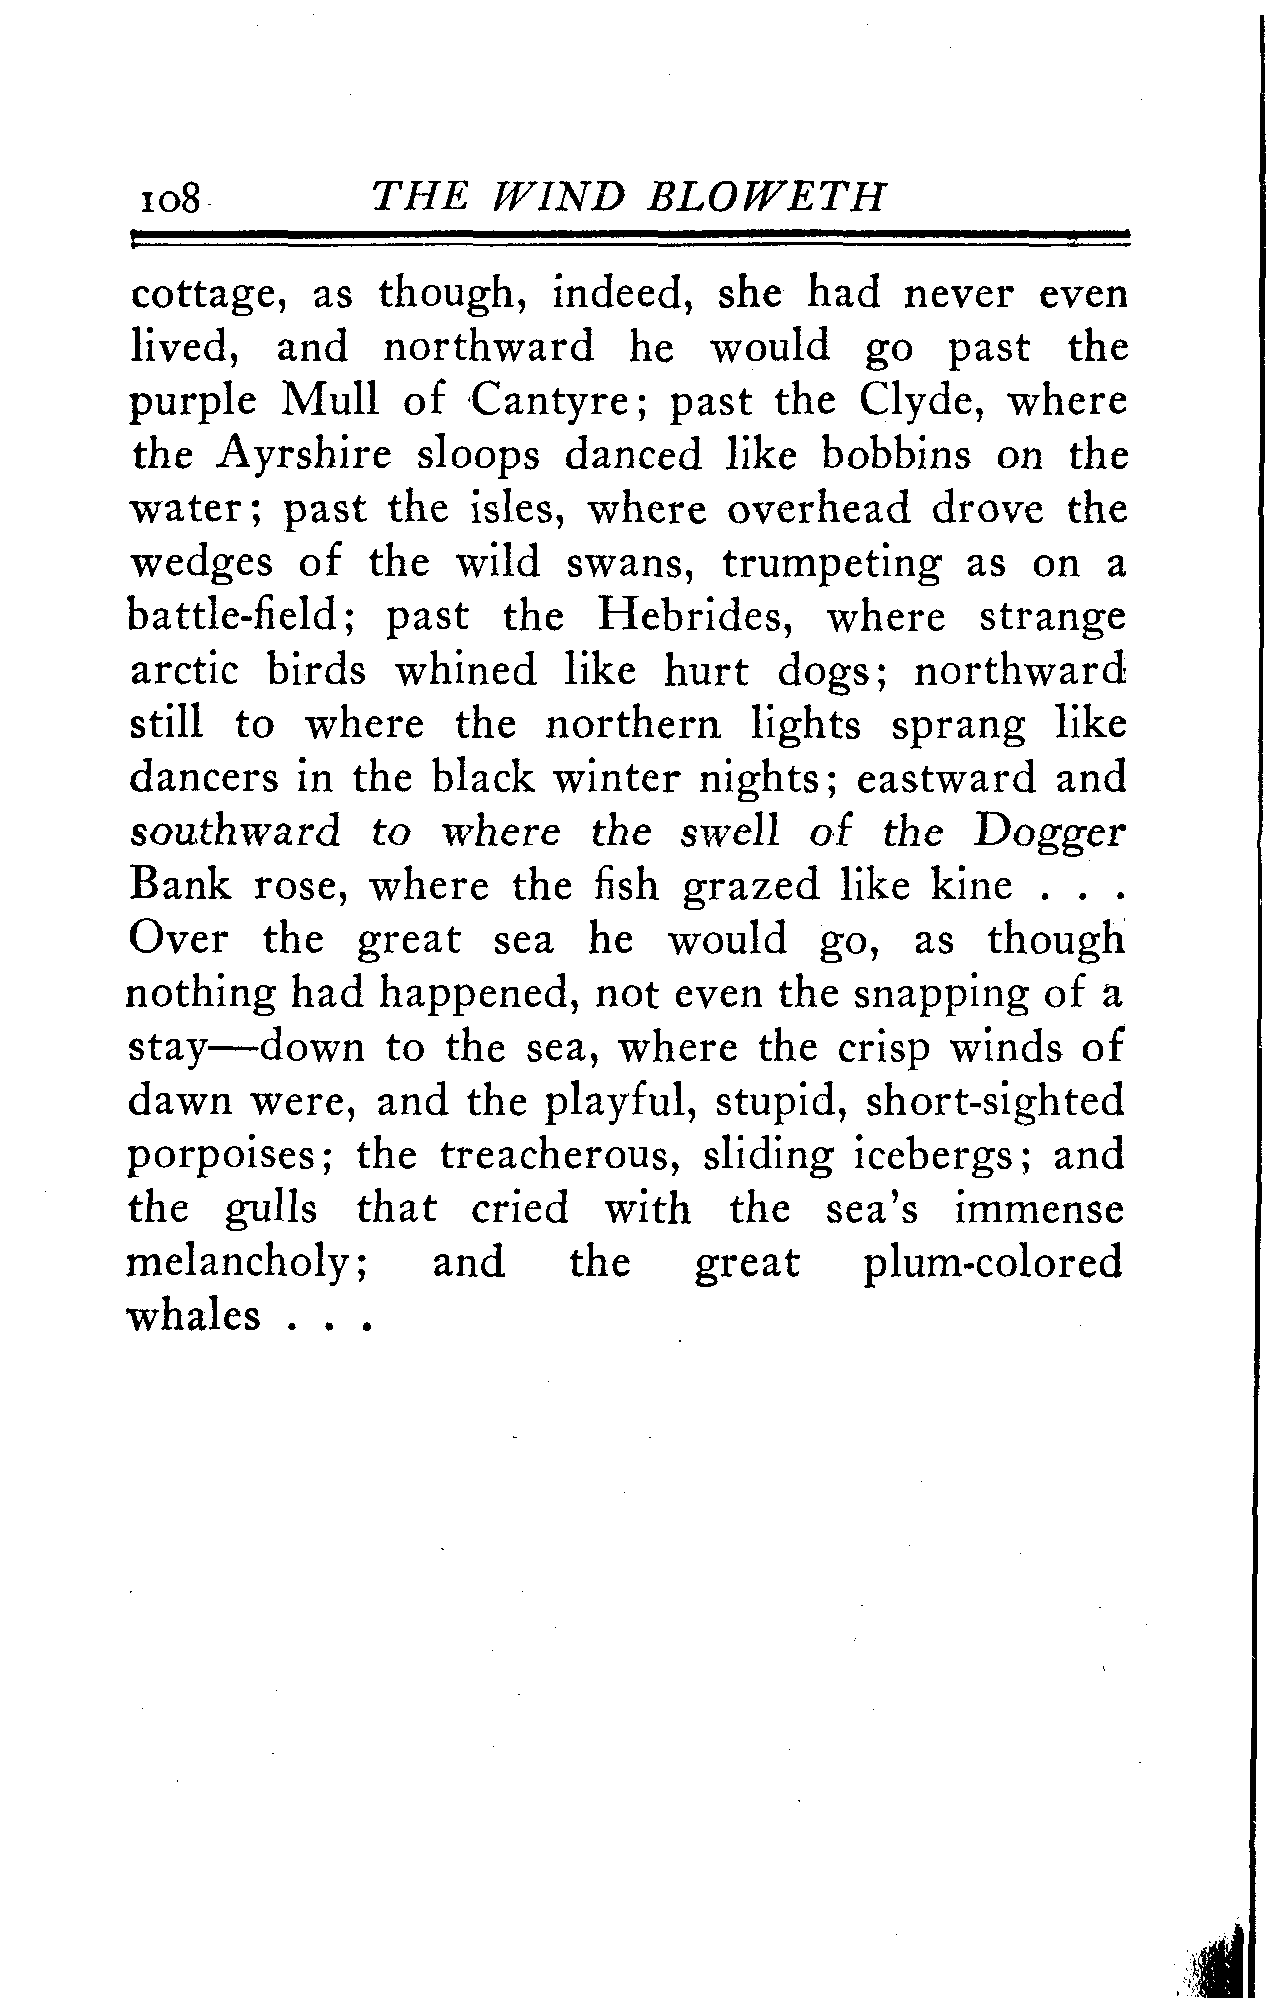 108 THE WIND BLOWETH
cottage, as though, indeed, she had never even
lived, and northward he would go past the
purple Mull of Cantyre; past the Clyde, where
the Ayrshire sloops danced like bobbins on the
water; past the isles, where overhead drove the
wedges of the wild swans, trumpeting as on a
battle-field; past the Hebrides, where strange
arctic birds whined like hurt dogs; northward
still to where the northern lights sprang like
dancers in the black winter nights; eastward and
southward to where the swell of the Dogger
Bank rose, where the fish grazed like kine . . .
Over the great sea he would go, as though
nothing had happened, not even the snapping of a
stay—down to the sea, where the crisp winds of
dawn were, and the playful, stupid, short-sighted
porpoises; the treacherous, sliding icebergs; and
the gulls that cried with the sea's immense
melancholy; and the great plum-colored
whales . . .